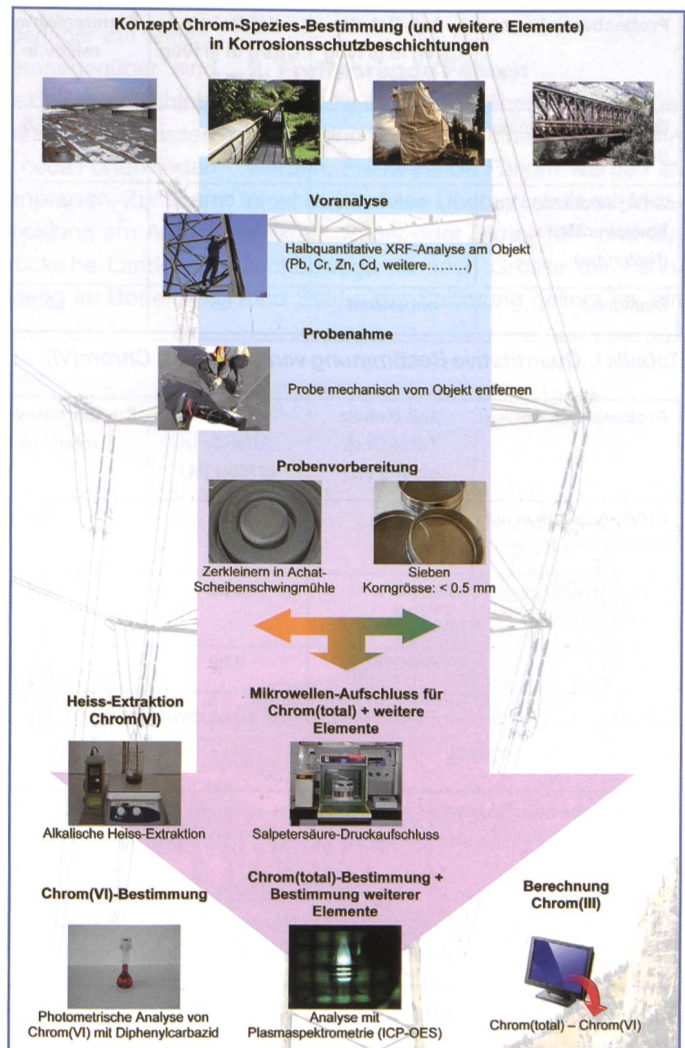 Konzept Chrom-Spezies-Bestimmung (und weitere Elemente)
in Korrosionsschutzbeschichtungen
Voranalyse
Halbquantitative XRF-Analyse am Objekt
(Pb, Cr, Zn, Cd, weitere.........)
Probenahme
Probe mechanisch vom Objekt entfernen
Probenvorbereitung
Zerkleinern in Achat-
Scheibenschwingmühle
Sieben
Korngrösse: < 0.5 mm
Heiss-Extraktion
Chrom(VI)
Alkalische Heiss-Extraktion
Mikrowellen-Aufschluss für
Chrom(total) + weitere
Elemente
Salpetersäure-Druckaufschluss
Chrom(VI)-Bestimmung
Photometrische Analyse von
Chrom(VI) mit Diphenylcarbazid
Chrom(total)-Bestimmung +
Bestimmung weiterer
Elemente
Analyse mit
Plasmaspektrometrie (ICP-OES)
Berechnung
Chrom(III)
Chrom(total) – Chrom(VI)